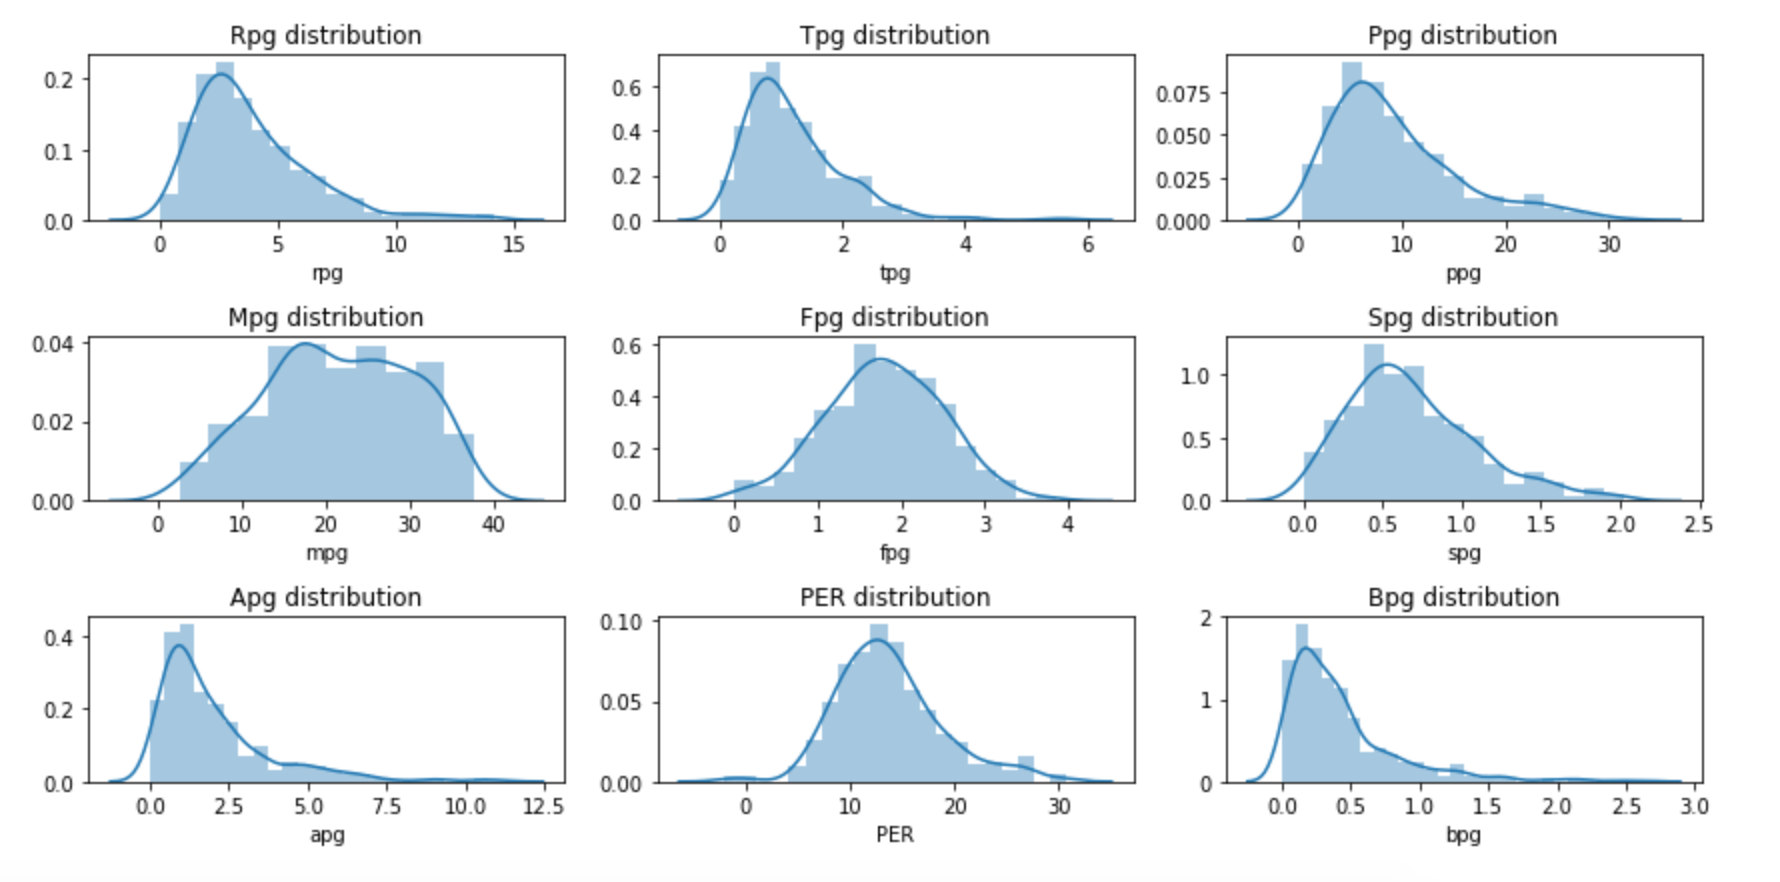 Rpg distribution
0.2
0.1
0.0
0 5 10 15
rpg
Tpg distribution
0.6
0.4
0.2
0.0
0 2 4 6
tpg
Ppg distribution
0.075
0.050
0.025
0.000
0 10 20 30
ppg
Mpg distribution
0.04
0.02
0.00
0 10 20 30 40
mpg
Fpg distribution
0.6
0.4
0.2
0.0
0 1 2 3 4
fpg
Spg distribution
1.0
0.5
0.0
0.0 0.5 1.0 1.5 2.0 2.5
spg
Apg distribution
0.4
0.2
0.0
0.0 2.5 5.0 7.5 10.0 12.5
apg
PER distribution
0.10
0.05
0.00
0 10 20 30
PER
Bpg distribution
2
1
0
0.0 0.5 1.0 1.5 2.0 2.5 3.0
bpg